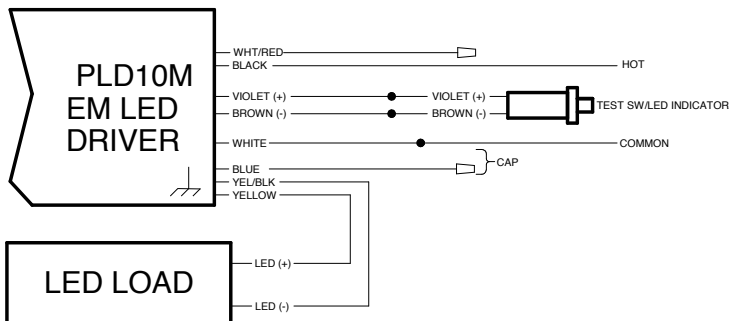 PLD10M
EM LED
DRIVER
WHT/RED
BLACK
HOT
VIOLET (+)
VIOLET (+)
BROWN (-)
BROWN (-)
TEST SW/LED INDICATOR
WHITE
COMMON
CAP
BLUE
YEL/BLK
YELLOW
LED LOAD
LED (+)
LED (-)